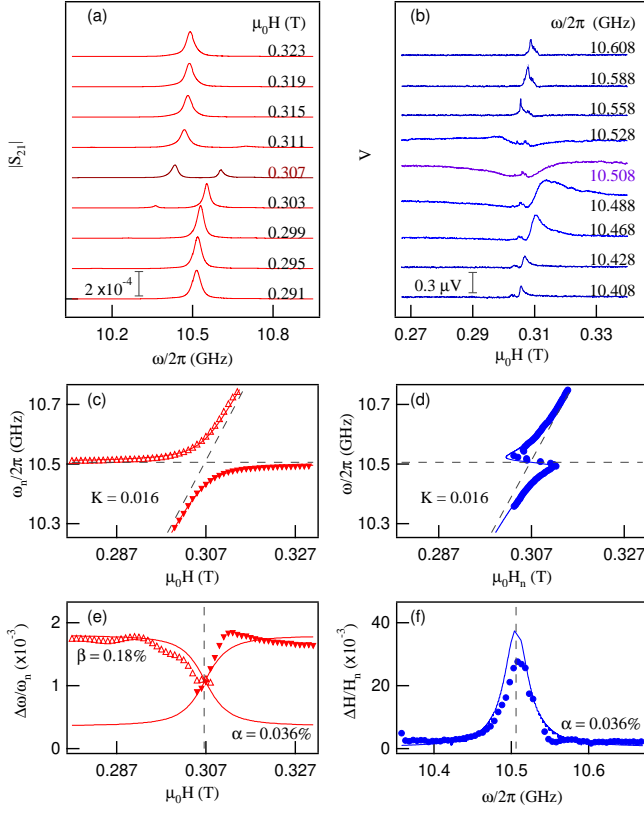 (a)
μ₀H (T)
0.323
0.319
0.315
0.311
0.307
0.303
0.299
0.295
0.291
2 x10⁻⁴
|S₂₁|
10.2 10.5 10.8
ω/2π (GHz)
(b)
ω/2π (GHz)
10.608
10.588
10.558
10.528
10.508
10.488
10.468
10.428
10.408
0.3 μV
V
0.27 0.29 0.31 0.33
μ₀H (T)
(c)
10.7
10.5
10.3
ωₙ/2π (GHz)
K = 0.016
0.287 0.307 0.327
μ₀H (T)
(d)
10.7
10.5
10.3
ω/2π (GHz)
K = 0.016
0.287 0.307 0.327
μ₀Hₙ (T)
(e)
2
1
0
Δω/ωₙ (x10⁻³)
β = 0.18%
α = 0.036%
0.287 0.307 0.327
μ₀H (T)
(f)
40
20
0
ΔH/Hₙ (x10⁻³)
α = 0.036%
10.4 10.5 10.6
ω/2π (GHz)